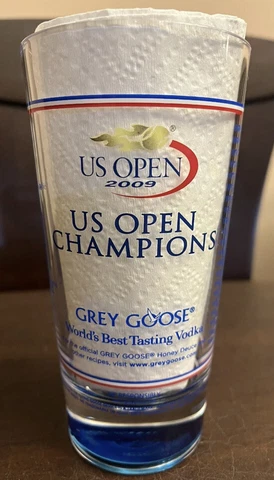 US OPEN®
2009
US OPEN
CHAMPIONS
GREY GOOSE®
World's Best Tasting Vodka
the official GREY GOOSE® Honey Deuce
other recipes, visit www.greygoose.com